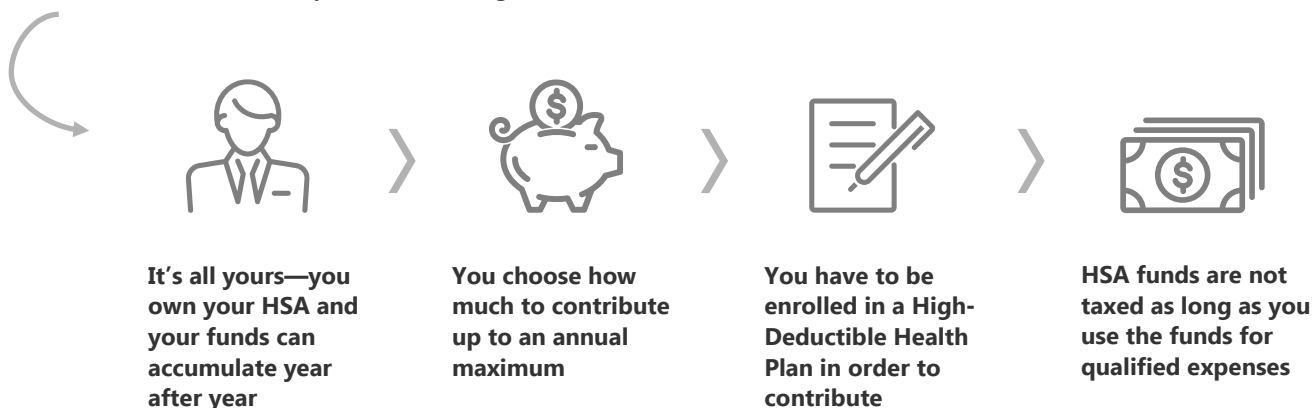 It's all yours—you
own your HSA and
your funds can
accumulate year
after year
You choose how
much to contribute
up to an annual
maximum
You have to be
enrolled in a High-
Deductible Health
Plan in order to
contribute
HSA funds are not
taxed as long as you
use the funds for
qualified expenses